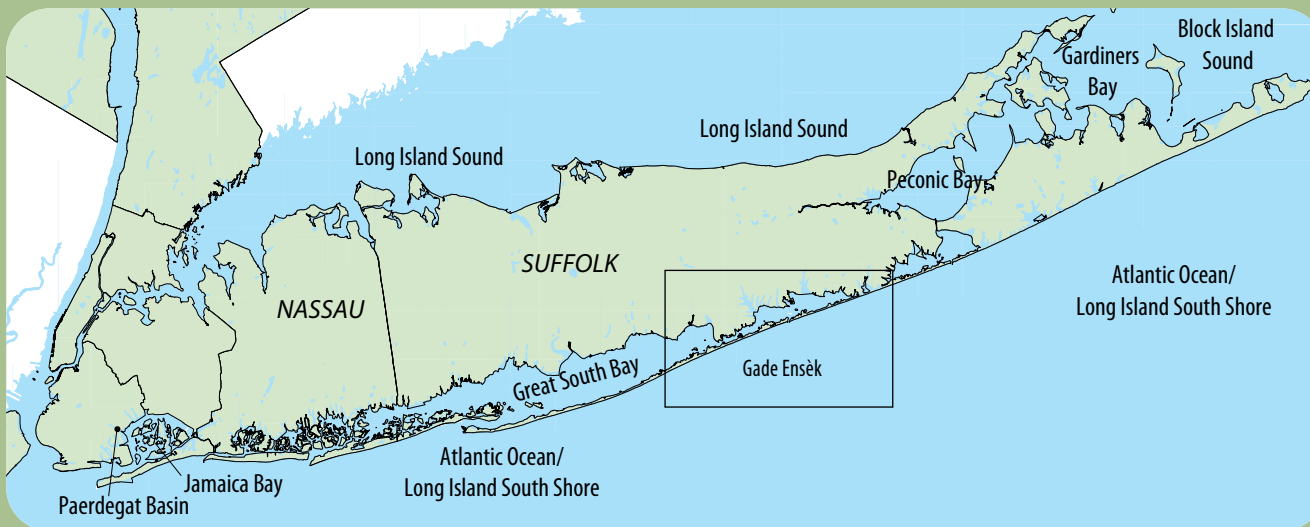 Block Island
Sound
Gardiners
Bay
Long Island Sound
Long Island Sound
Peconic Bay
SUFFOLK
Atlantic Ocean/
Long Island South Shore
NASSAU
Gade Ensèk
Great South Bay
Atlantic Ocean/
Long Island South Shore
Jamaica Bay
Paerdegat Basin